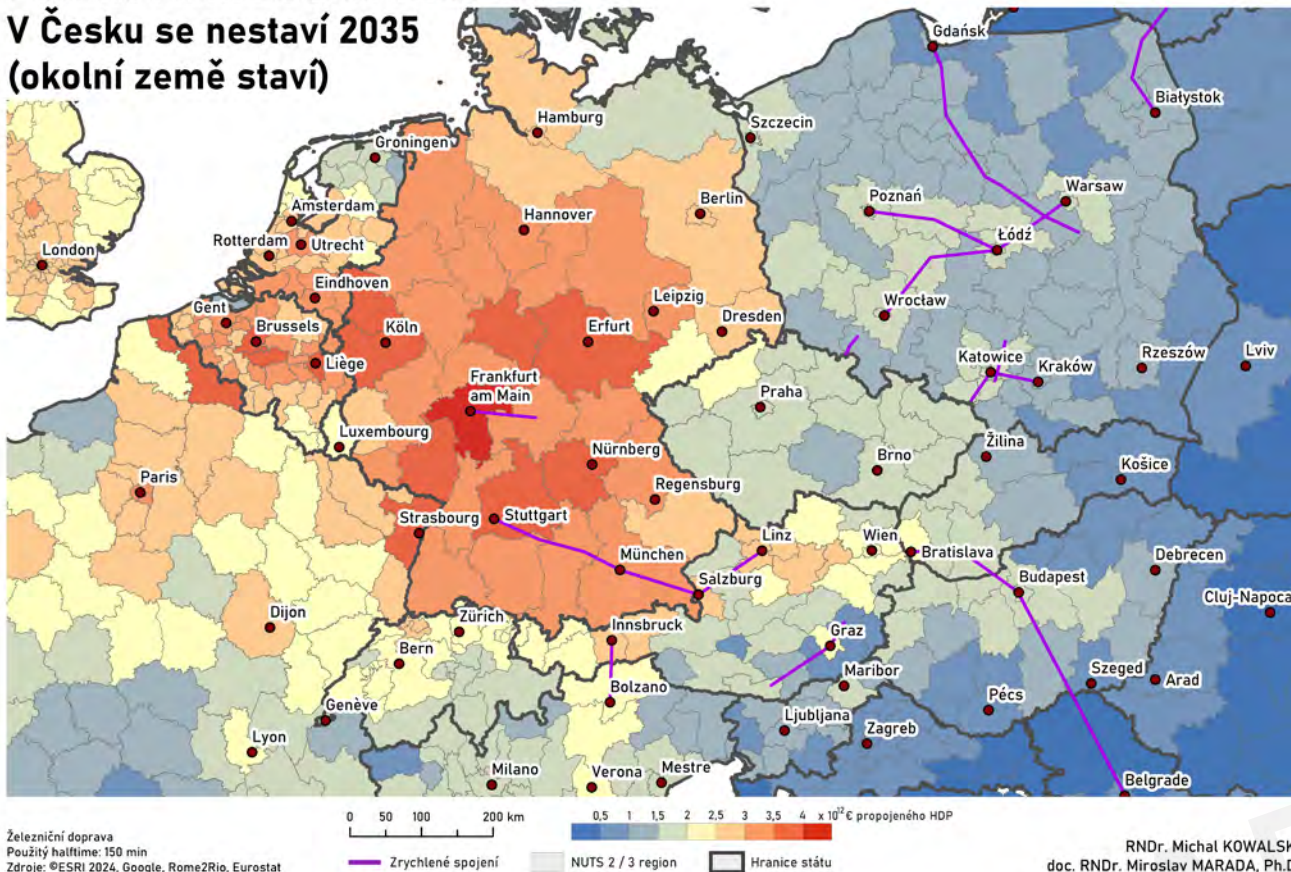 V Česku se nestaví 2035
(okolní země staví)
Gdańsk
Białystok
Hamburg
Szczecin
Groningen
Berlin
Poznań
Warsaw
Amsterdam
Hannover
Rotterdam
Utrecht
Łódź
London
Eindhoven
Gent
Leipzig
Wrocław
Brussels
Köln
Erfurt
Dresden
Liège
Katowice
Kraków
Rzeszów
Lviv
Frankfurt
am Main
Praha
Luxembourg
Žilina
Nürnberg
Brno
Košice
Paris
Regensburg
Strasbourg
Stuttgart
Linz
Wien
Bratislava
Debrecen
München
Salzburg
Budapest
Cluj-Napoca
Dijon
Zürich
Innsbruck
Graz
Bern
Maribor
Szeged
Arad
Bolzano
Pécs
Genève
Ljubljana
Zagreb
Lyon
Milano
Verona
Mestre
Belgrade
0 50 100 200 km
0,5 1 1,5 2 2,5 3 3,5 4 x 10¹² € propojeného HDP
Železniční doprava
Použitý halftime: 150 min
Zdroje: ©ESRI 2024, Google, Rome2Rio, Eurostat
Zrychlené spojení
NUTS 2 / 3 region
Hranice státu
RNDr. Michal KOWALSK
doc. RNDr. Miroslav MARADA, Ph.D